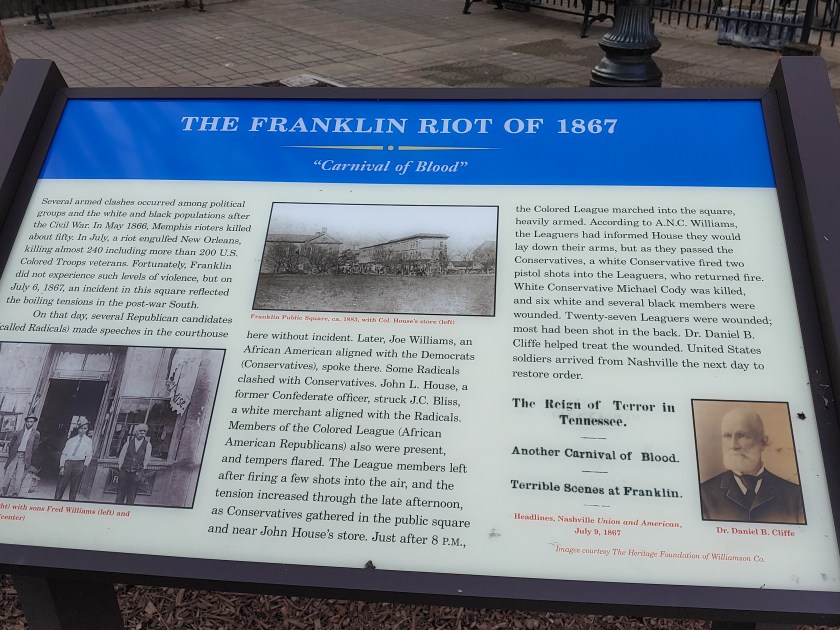 THE FRANKLIN RIOT OF 1867
“Carnival of Blood”
Several armed clashes occurred among political
groups and the white and black populations after
the Civil War. In May 1866, Memphis rioters killed
about fifty. In July, a riot engulfed New Orleans,
killing almost 240 including more than 200 U.S.
Colored Troops veterans. Fortunately, Franklin
did not experience such levels of violence, but on
July 6, 1867, an incident in this square reflected
the boiling tensions in the post-war South.
On that day, several Republican candidates
(called Radicals) made speeches in the courthouse
ht) with sons Fred Williams (left) and
(center)
Franklin Public Square, ca. 1883, with Col. House's store (left)
here without incident. Later, Joe Williams, an
African American aligned with the Democrats
(Conservatives), spoke there. Some Radicals
clashed with Conservatives. John L. House, a
former Confederate officer, struck J.C. Bliss,
a white merchant aligned with the Radicals.
Members of the Colored League (African
American Republicans) also were present,
and tempers flared. The League members left
after firing a few shots into the air, and the
tension increased through the late afternoon,
as Conservatives gathered in the public square
and near John House's store. Just after 8 P.M.,
the Colored League marched into the square,
heavily armed. According to A.N.C. Williams,
the Leaguers had informed House they would
lay down their arms, but as they passed the
Conservatives, a white Conservative fired two
pistol shots into the Leaguers, who returned fire.
White Conservative Michael Cody was killed,
and six white and several black members were
wounded. Twenty-seven Leaguers were wounded;
most had been shot in the back. Dr. Daniel B.
Cliffe helped treat the wounded. United States
soldiers arrived from Nashville the next day to
restore order.
The Reign of Terror in
Tennessee.
Another Carnival of Blood.
Terrible Scenes at Franklin.
Headlines, Nashville Union and American,
July 9, 1867
Dr. Daniel B. Cliffe
Images courtesy The Heritage Foundation of Williamson Co.